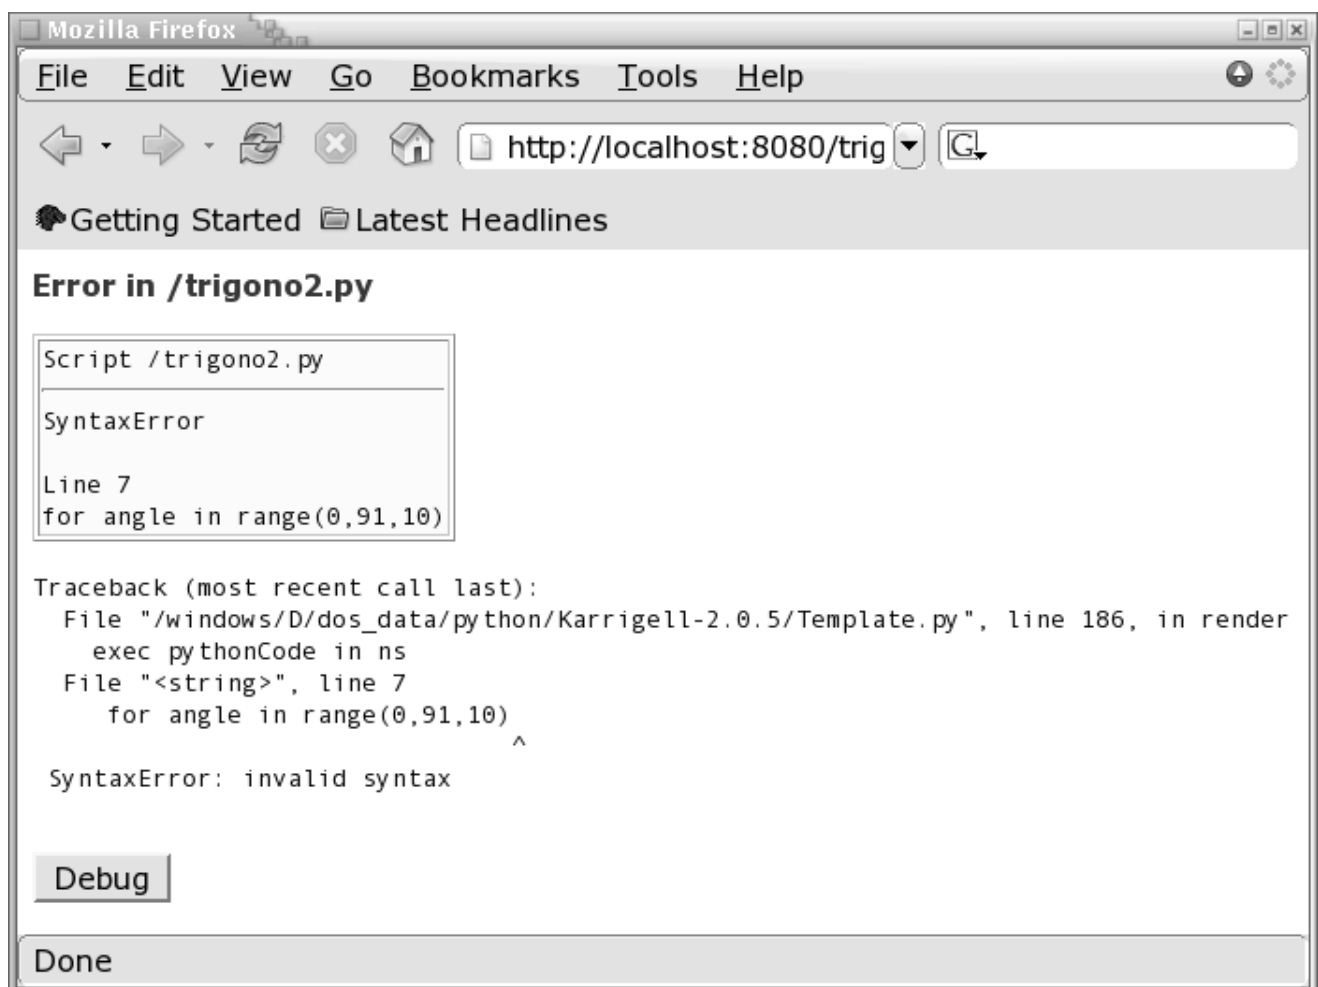 Mozilla Firefox
File Edit View Go Bookmarks Tools Help
http://localhost:8080/trig G
Getting Started Latest Headlines
Error in /trigono2.py
Script /trigono2.py
SyntaxError
Line 7
for angle in range(0,91,10)
Traceback (most recent call last):
File "/windows/D/dos_data/python/Karrigell-2.0.5/Template.py", line 186, in render
exec pythonCode in ns
File "<string>", line 7
for angle in range(0,91,10)
^
SyntaxError: invalid syntax
Debug
Done